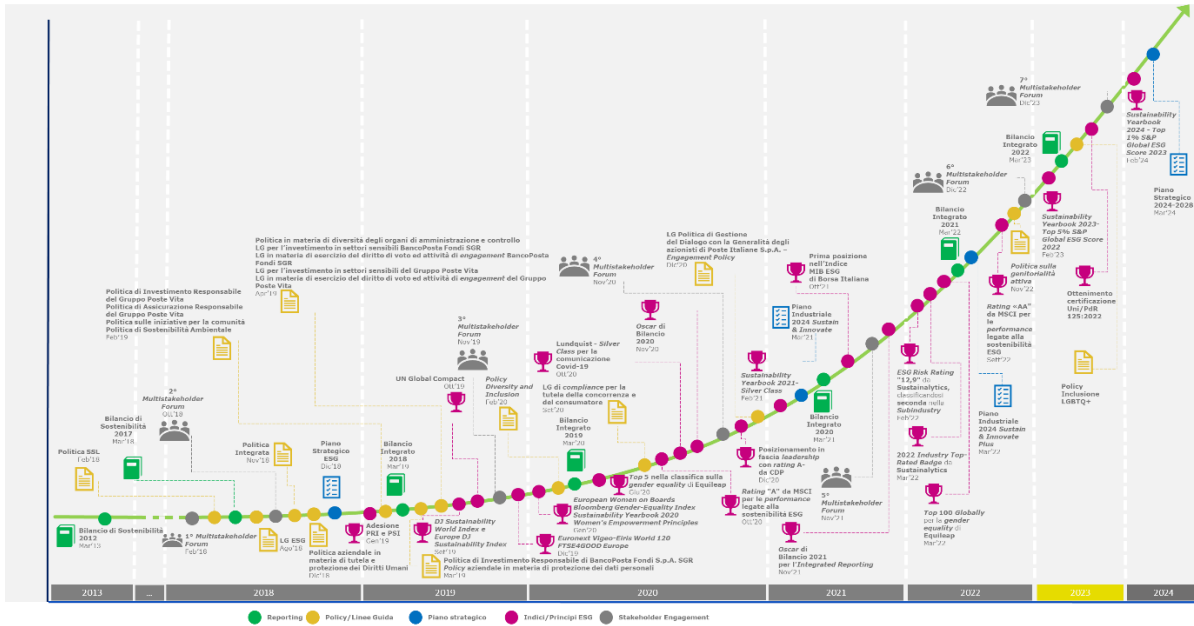 Politica SBL
Feb'18
Bilancio di Sostenibilità
2012
Mar'13
Bilancio di
Sostenibilità
2017
Mar'18
Politica di Investimento Responsabile
del Gruppo Poste Vita
Politica di Assicurazione Responsabile
del Gruppo Poste Vita
Politica sulle iniziative per la comunità
Politica di Sostenibilità Ambientale
Feb'19
2°
Multistakeholder
Forum
Ott.'18
1° Multistakeholder
Forum
Politica
Integrata
Nov'18
LG ESG
Ago'18
Piano
Strategico
ESG
Dic'18
Politica aziendale in
materia di tutela e
protezione dei Diritti Umani
Dic'18
Politica in materia di diversità degli organi di amministrazione e controllo
LG per l'investimento in settori sensibili BancoPosta Fondi SGR
LG in materia di esercizio del diritto di voto ed attività di engagement BancoPosta
Fondi SGR
LG per l'investimento in settori sensibili del Gruppo Poste Vita
LG in materia di esercizio del diritto di voto ed attività di engagement del Gruppo
Poste Vita
Apr'19
Adesione
PRI e PSI
Gen'19
Bilancio
Integrato
2018
Mar'19
UN Global Compact
Ott'19
DJ Sustainability
World Index e
Europe DJ
Sustainability Index
Set'19
Politica di Investimento Responsabile di BancoPosta Fondi S.p.A. SGR
Policy aziendale in materia di protezione dei dati personali
Mar'19
3°
Multistakeholder
Forum
Nov'19
Policy
Diversity and
Inclusion
Feb'20
Euronext Vigeo-Eiris World 120
FTSE4GOOD Europe
Dic'19
European Women on Boards
Bloomberg Gender-Equality Index
Sustainability Yearbook 2020
Women's Empowerment Principles
Gen'20
Bilancio
Integrato
2019
Mar'20
LG di compliance per la
tutela della concorrenza e
del consumatore
Set'20
Lundquist - Silver
Class per la
comunicazione
Covid-19
Ott'20
4°
Multistakeholder
Forum
Nov'20
Top 5 nella classifica sulla
gender equality di Equileap
Giu'20
Oscar di
Bilancio
2020
Nov'20
LG Politica di Gestione
del Dialogo con la Generalità degli
azionisti di Poste Italiane S.p.A. –
Engagement Policy
Dic'20
Rating "A" da MSCI per
le performance
legate alla
sostenibilità ESG
Ott'20
Posizionamento in
fascia leadership
con rating A-
da CDP
Dic'20
Sustainability
Yearbook 2021-
Silver Class
Feb'21
Piano
Industriale
2024 Sustain
& Innovate
Mar'21
Bilancio
Integrato
2020
Mar'21
Prima posizione
nell'Indice
MIB ESG
di Borsa Italiana
Ott'21
5°
Multistakeholder
Forum
Nov'21
Oscar di
Bilancio 2021
per l'Integrated Reporting
Nov'21
ESG Risk Rating
"12,9" da
Sustainalytics,
classificandosi
seconda nella
Subindustry
Feb'22
2022 Industry Top-
Rated Badge da
Sustainalytics
Mar'22
Top 100 Globally
per la gender
equality di
Equileap
Mar'22
Bilancio
Integrato
2021
Mar'22
Piano
Industriale
2024 Sustain
& Innovate
Plus
Mar'22
Rating «AA»
da MSCI per
le
performance
legate alla
sostenibilità
ESG
Sett'22
Politica sulla
genitorialità
attiva
Nov'22
6°
Multistakeholder
Forum
Dic'22
Sustainability
Yearbook 2023-
Top 5% S&P
Global ESG Score
2022
Feb'23
Bilancio
Integrato
2022
Mar'23
Policy
Inclusione
LGBTQ+
Ottenimento
certificazione
Uni/PdR
125:2022
7°
Multistakeholder
Forum
Dic'23
Sustainability
Yearbook
2024 - Top
1% S&P
Global ESG
Score 2023
Feb'24
Piano
Strategico
2024-2028
Mar'24
2013
...
2018
2019
2020
2021
2022
2023
2024
Reporting
Policy/Linee Guida
Piano strategico
Indici/Principi ESG
Stakeholder Engagement